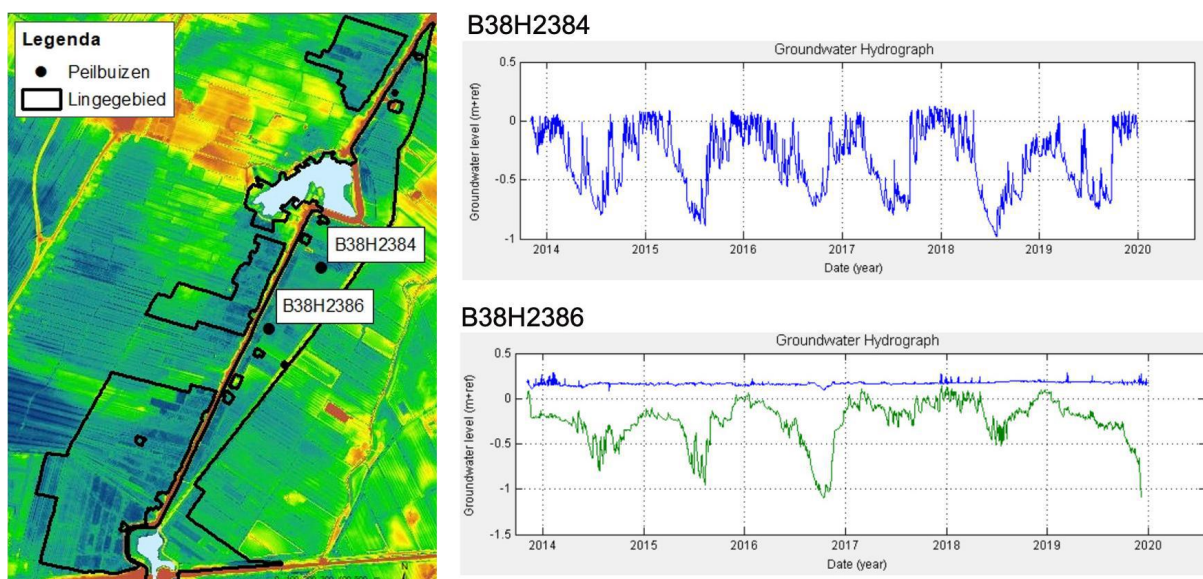 Legenda
Peilbuizen
Lingegebied
B38H2384
B38H2386
N
B38H2384
Groundwater Hydrograph
Groundwater level (m+ref)
0.5
0
-0.5
-1
2014 2015 2016 2017 2018 2019 2020
Date (year)
B38H2386
Groundwater Hydrograph
Groundwater level (m+ref)
0.5
0
-0.5
-1
-1.5
2014 2015 2016 2017 2018 2019 2020
Date (year)